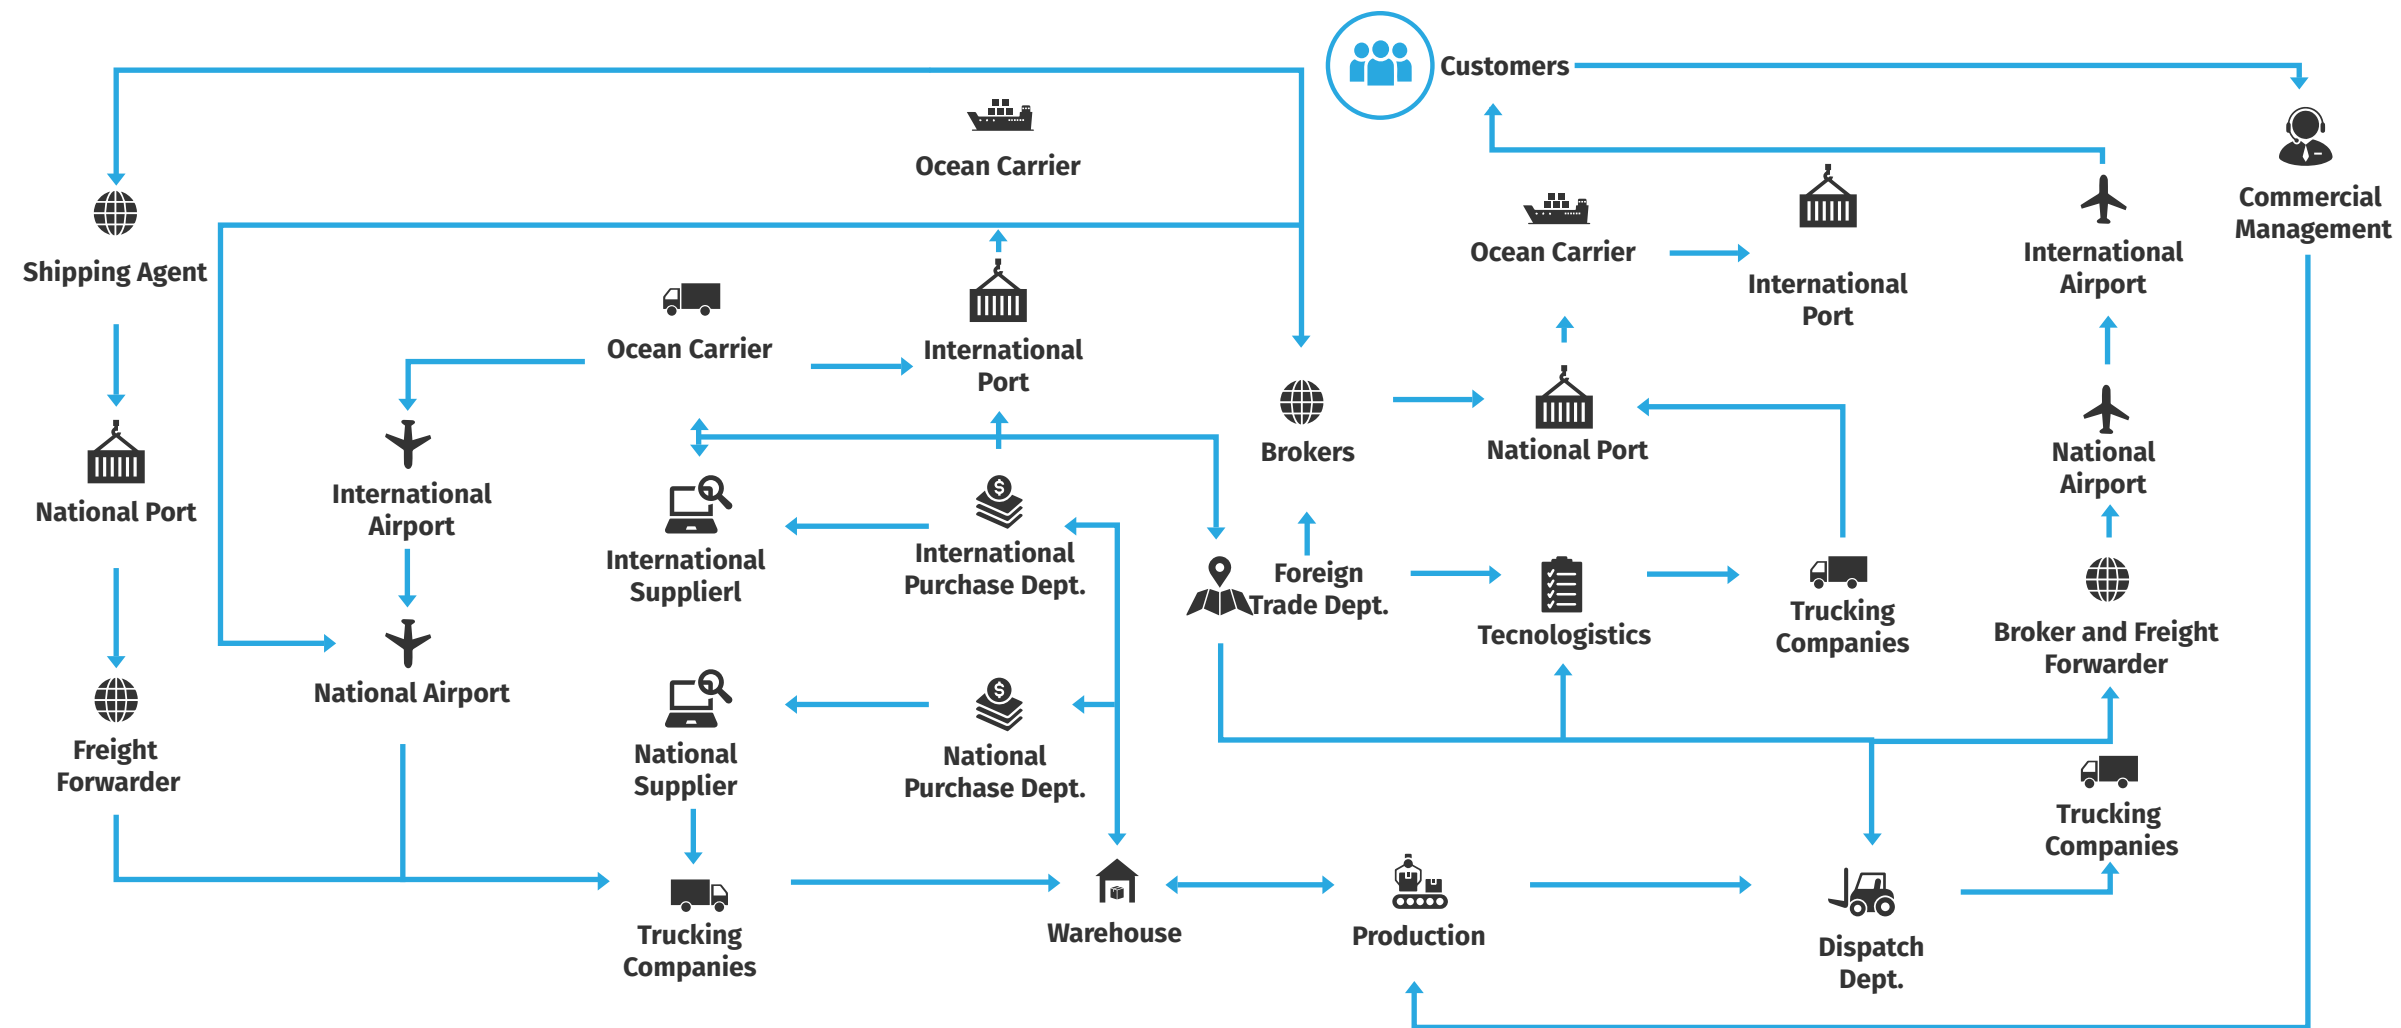 Customers
Ocean Carrier
Commercial
Management
Shipping Agent
Ocean Carrier
International
Port
International
Airport
Ocean Carrier
International
Port
Brokers
National Port
National
Airport
National Port
International
Airport
International
Supplierl
International
Purchase Dept.
Foreign
Trade Dept.
Tecnologistics
Trucking
Companies
Broker and Freight
Forwarder
National Airport
Freight
Forwarder
National
Supplier
National
Purchase Dept.
Trucking
Companies
Trucking
Companies
Warehouse
Production
Dispatch
Dept.